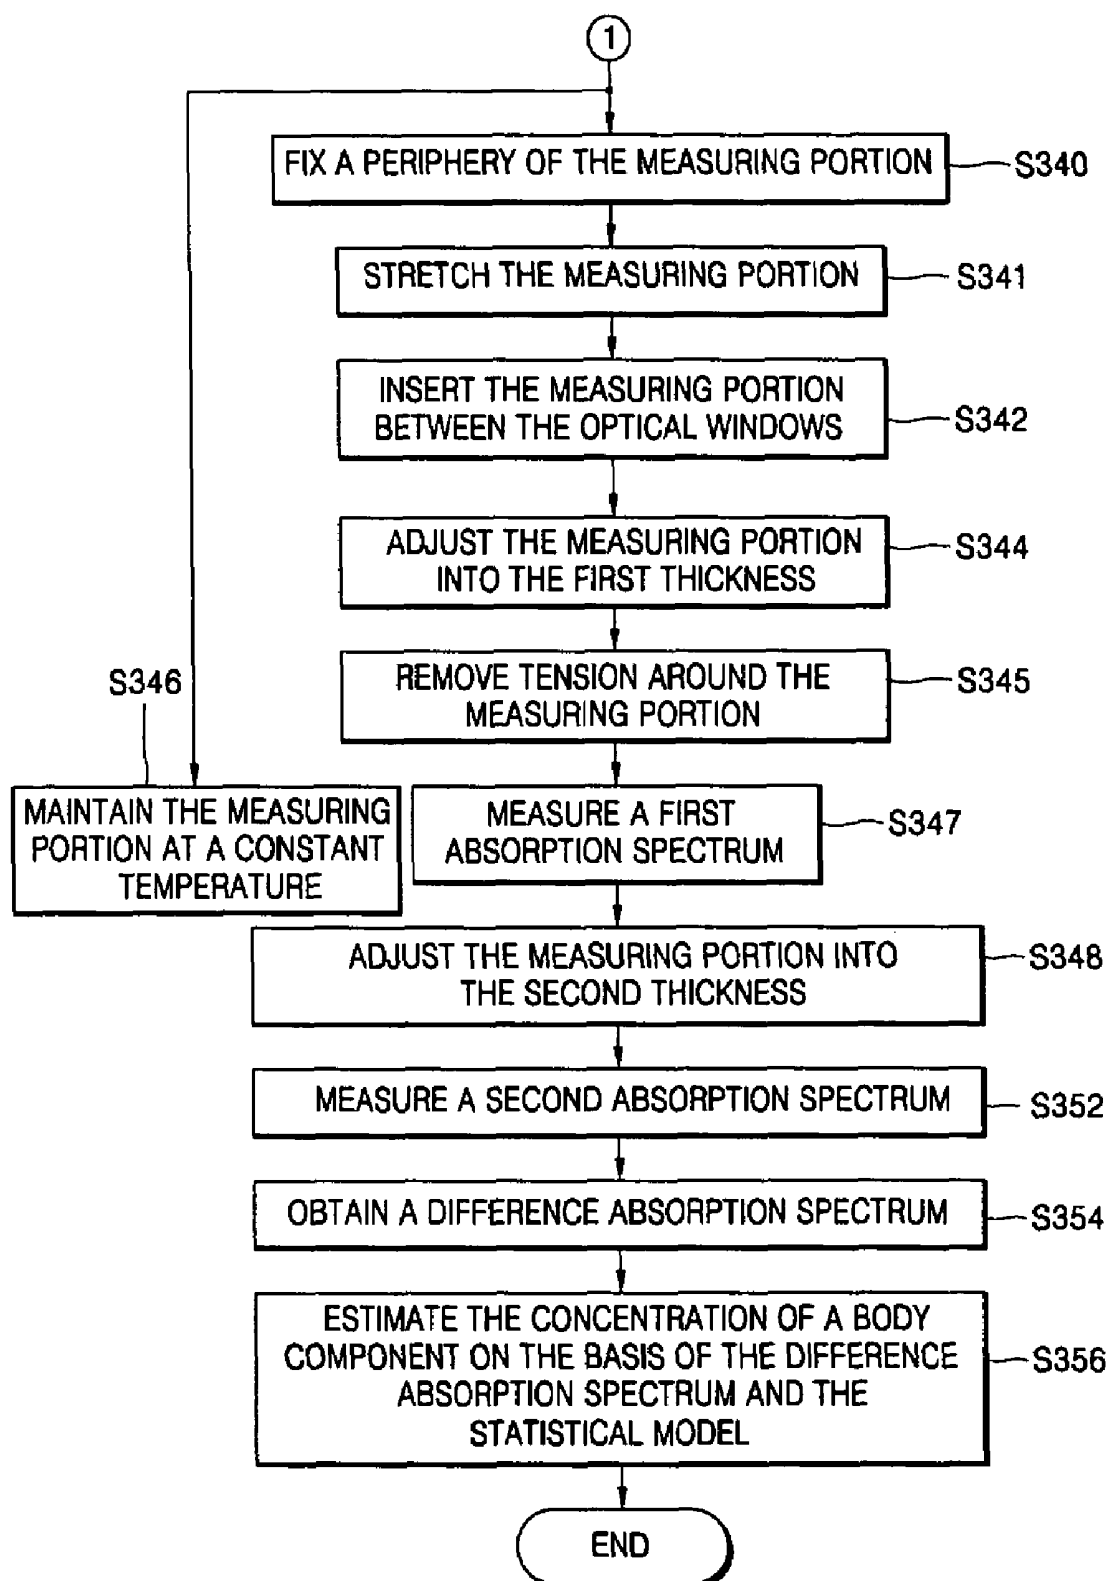 1
FIX A PERIPHERY OF THE MEASURING PORTION
S340
STRETCH THE MEASURING PORTION
S341
INSERT THE MEASURING PORTION
BETWEEN THE OPTICAL WINDOWS
S342
ADJUST THE MEASURING PORTION
INTO THE FIRST THICKNESS
S344
REMOVE TENSION AROUND THE
MEASURING PORTION
S345
S346
MAINTAIN THE MEASURING
PORTION AT A CONSTANT
TEMPERATURE
MEASURE A FIRST
ABSORPTION SPECTRUM
S347
ADJUST THE MEASURING PORTION INTO
THE SECOND THICKNESS
S348
MEASURE A SECOND ABSORPTION SPECTRUM
S352
OBTAIN A DIFFERENCE ABSORPTION SPECTRUM
S354
ESTIMATE THE CONCENTRATION OF A BODY
COMPONENT ON THE BASIS OF THE DIFFERENCE
ABSORPTION SPECTRUM AND THE
STATISTICAL MODEL
S356
END